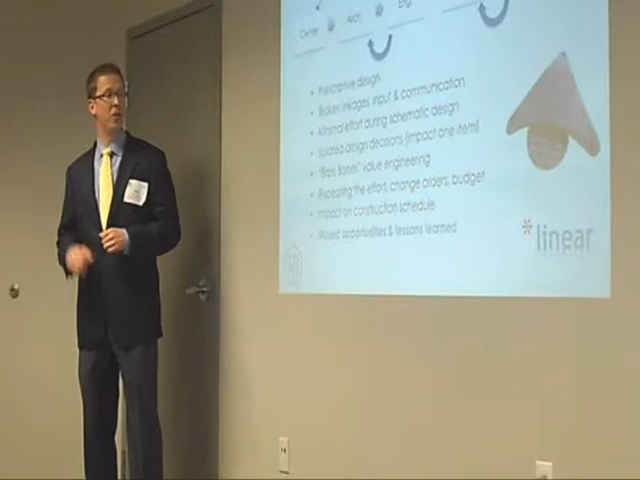 Owner
Arch.
Eng.
• Prescriptive design
• Broken linkages input & communication
• Minimal effort during schematic design
• Isolated design decisions (impact one item)
• "Bare Bones" value engineering
• Repeating the effort, change orders, budget
• Impact on construction schedule
• Missed opportunities & lessons learned
*linear